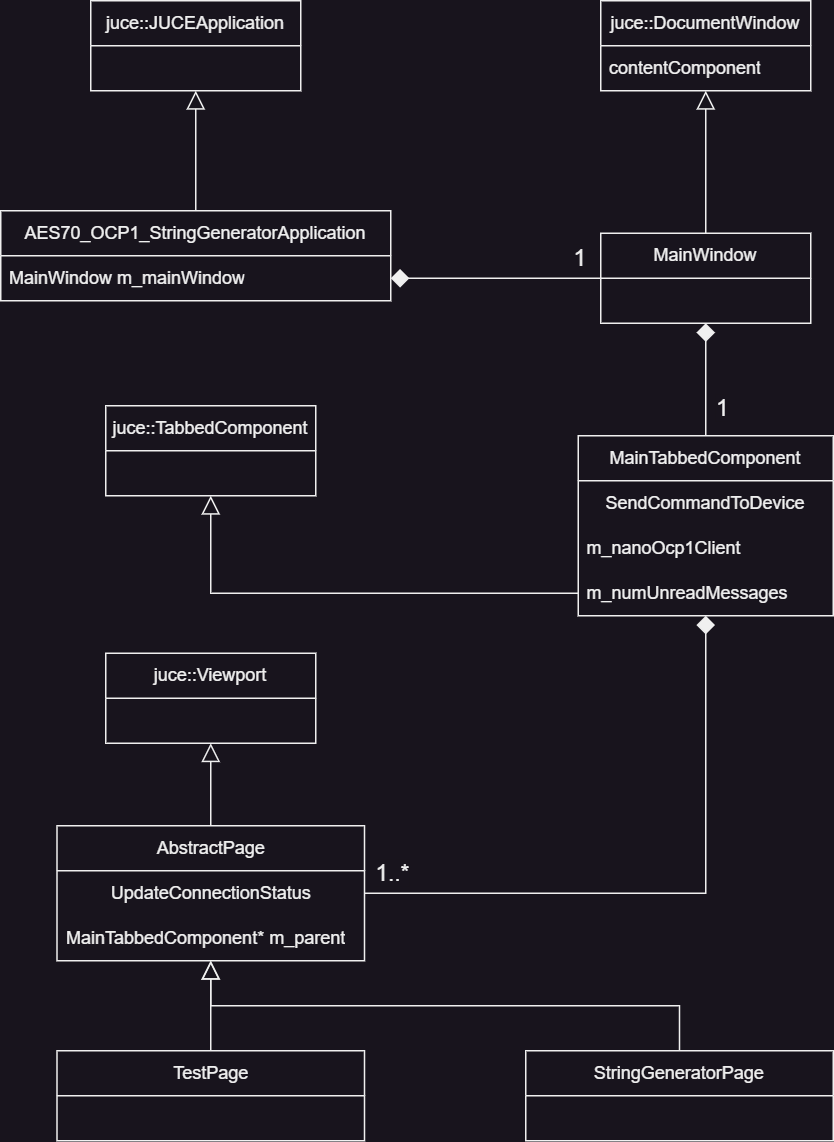 juce::JUCEApplication
juce::DocumentWindow
contentComponent
AES70_OCP1_StringGeneratorApplication
MainWindow m_mainWindow
1
MainWindow
1
juce::TabbedComponent
MainTabbedComponent
SendCommandToDevice
m_nanoOcp1Client
m_numUnreadMessages
juce::Viewport
AbstractPage
UpdateConnectionStatus
MainTabbedComponent* m_parent
1..*
TestPage
StringGeneratorPage